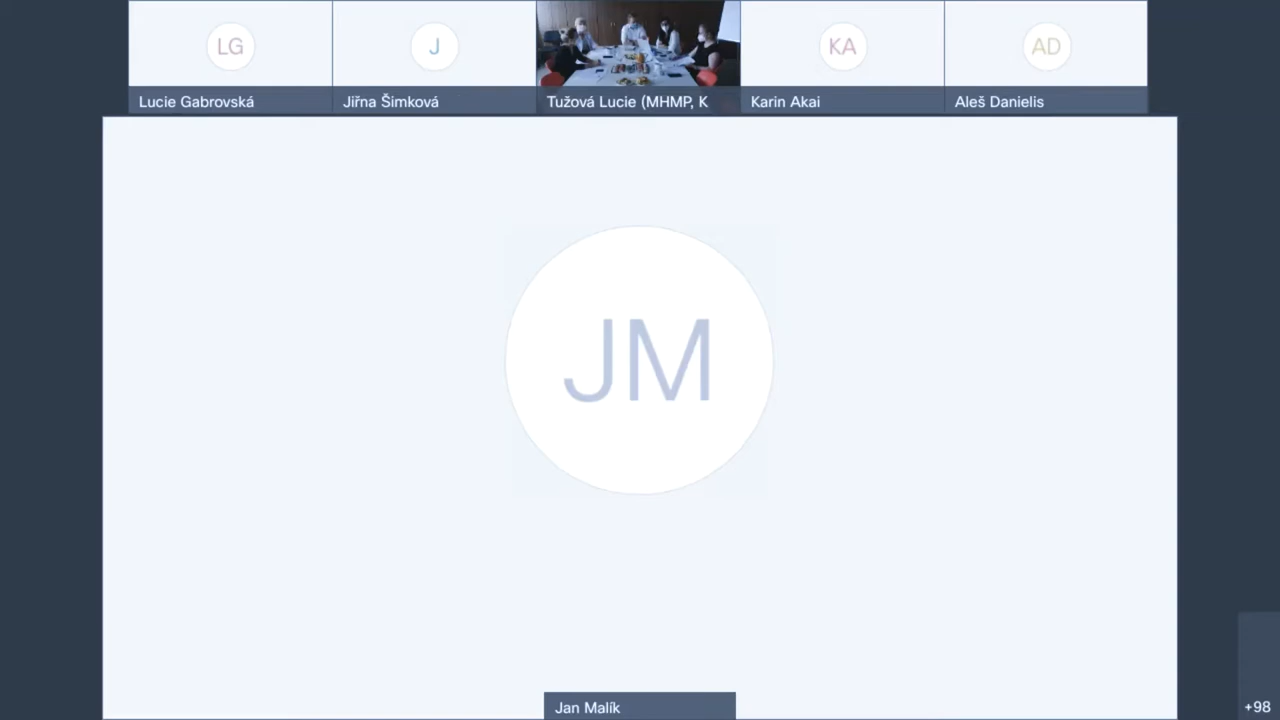 LG
J
KA
AD
Lucie Gabrovská
Jiřna Šimková
Tužová Lucie (MHMP, K
Karin Akai
Aleš Danielis
JM
Jan Malík
+98